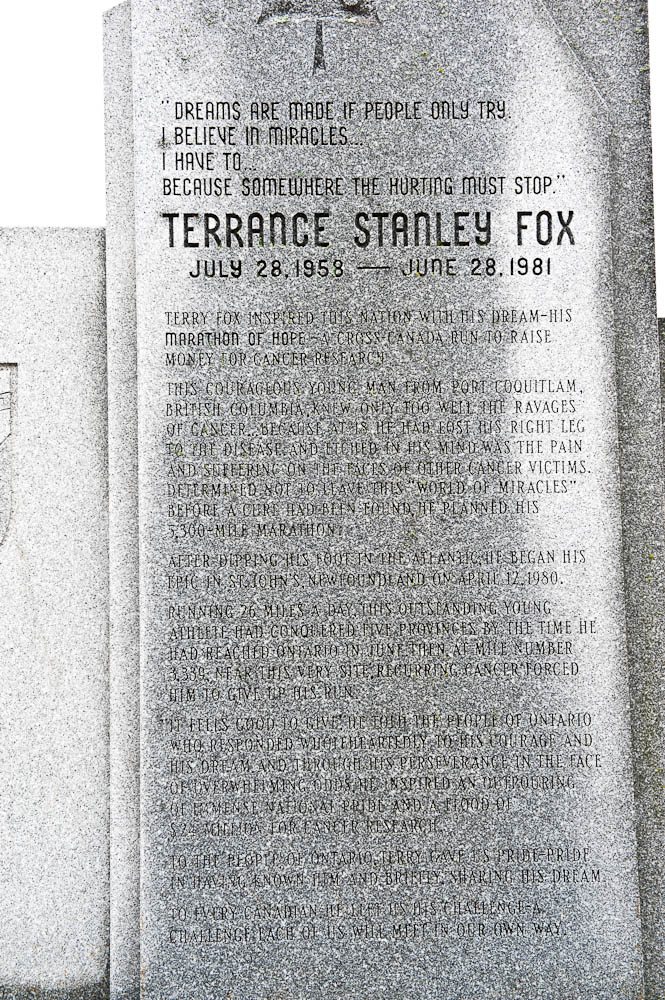 "DREAMS ARE MADE IF PEOPLE ONLY TRY.
I BELIEVE IN MIRACLES...
I HAVE TO...
BECAUSE SOMEWHERE THE HURTING MUST STOP."
TERRANCE STANLEY FOX
JULY 28, 1958 — JUNE 28, 1981
TERRY FOX INSPIRED THIS NATION WITH HIS DREAM-HIS
MARATHON OF HOPE-A CROSS-CANADA RUN TO RAISE
MONEY FOR CANCER RESEARCH.
THIS COURAGEOUS YOUNG MAN FROM PORT COQUITLAM,
BRITISH COLUMBIA, KNEW ONLY TOO WELL THE RAVAGES
OF CANCER, BECAUSE AT 18, HE HAD LOST HIS RIGHT LEG
TO THE DISEASE, AND ETCHED IN HIS MIND WAS THE PAIN
AND SUFFERING ON THE FACES OF OTHER CANCER VICTIMS.
DETERMINED NOT TO LEAVE THIS "WORLD OF MIRACLES"
BEFORE A CURE HAD BEEN FOUND, HE PLANNED HIS
5,300-MILE MARATHON.
AFTER DIPPING HIS FOOT IN THE ATLANTIC, HE BEGAN HIS
EPIC IN ST. JOHN'S, NEWFOUNDLAND ON APRIL 12, 1980.
RUNNING 26 MILES A DAY, THIS OUTSTANDING YOUNG
ATHLETE HAD CONQUERED FIVE PROVINCES BY THE TIME HE
HAD REACHED ONTARIO IN JUNE. THEN, AT MILE NUMBER
3,339, NEAR THIS VERY SITE, RECURRING CANCER FORCED
HIM TO GIVE UP HIS RUN.
"IT FEELS GOOD TO GIVE", HE TOLD THE PEOPLE OF ONTARIO
WHO RESPONDED WHOLEHEARTEDLY TO HIS COURAGE AND
HIS DREAM, AND THROUGH HIS PERSEVERANCE IN THE FACE
OF OVERWHELMING ODDS, HE INSPIRED AN OUTPOURING
OF IMMENSE NATIONAL PRIDE AND A FLOOD OF
$24 MILLION FOR CANCER RESEARCH.
TO THE PEOPLE OF ONTARIO, TERRY GAVE US PRIDE-PRIDE
IN HAVING KNOWN HIM AND BRIEFLY, SHARING HIS DREAM.
TO EVERY CANADIAN, HE LEFT US HIS CHALLENGE-A
CHALLENGE EACH OF US WILL MEET IN OUR OWN WAY.